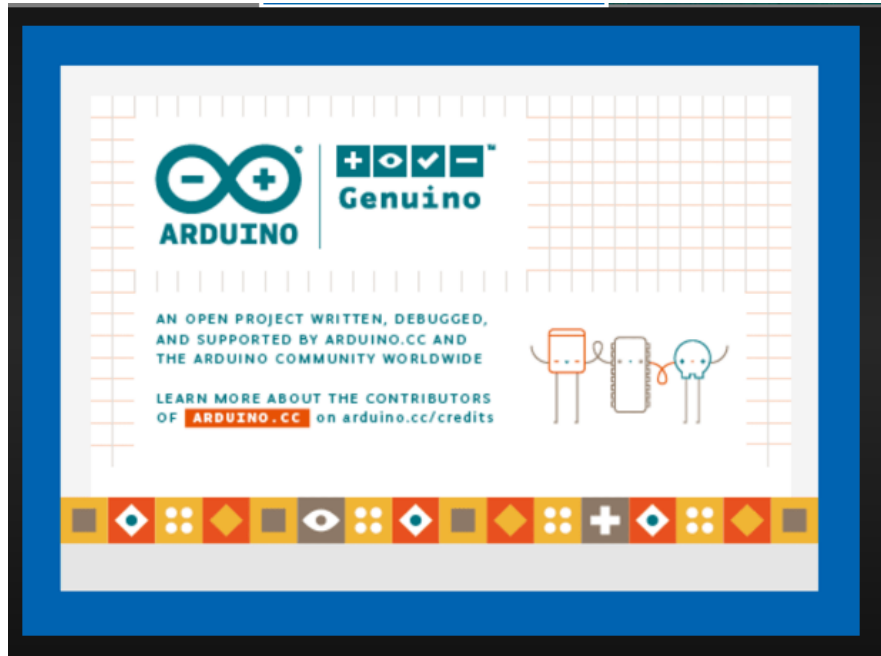 ARDUINO
Genuino
AN OPEN PROJECT WRITTEN, DEBUGGED,
AND SUPPORTED BY ARDUINO.CC AND
THE ARDUINO COMMUNITY WORLDWIDE
LEARN MORE ABOUT THE CONTRIBUTORS
OF ARDUINO.CC on arduino.cc/credits